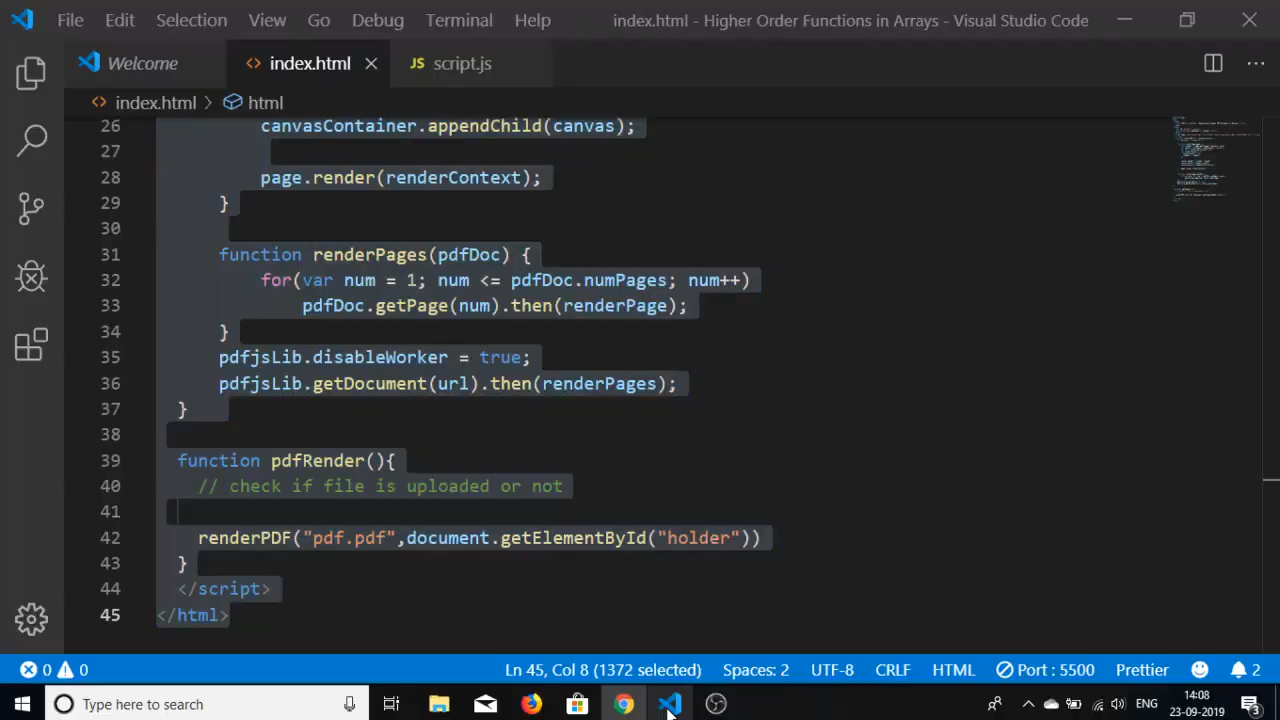 File Edit Selection View Go Debug Terminal Help index.html - Higher Order Functions in Arrays - Visual Studio Code
Welcome index.html script.js
index.html html
26 canvasContainer.appendChild(canvas);
27
28 page.render(renderContext);
29 }
30
31 function renderPages(pdfDoc) {
32 for(var num = 1; num <= pdfDoc.numPages; num++)
33 pdfDoc.getPage(num).then(renderPage);
34 }
35 pdfjsLib.disableWorker = true;
36 pdfjsLib.getDocument(url).then(renderPages);
37 }
38
39 function pdfRender(){
40 // check if file is uploaded or not
41
42 renderPDF("pdf.pdf",document.getElementById("holder"))
43 }
44 </script>
45 </html>
0 0 Ln 45, Col 8 (1372 selected) Spaces: 2 UTF-8 CRLF HTML Port : 5500 Prettier 2
Type here to search ENG 14:08
23-09-2019 3